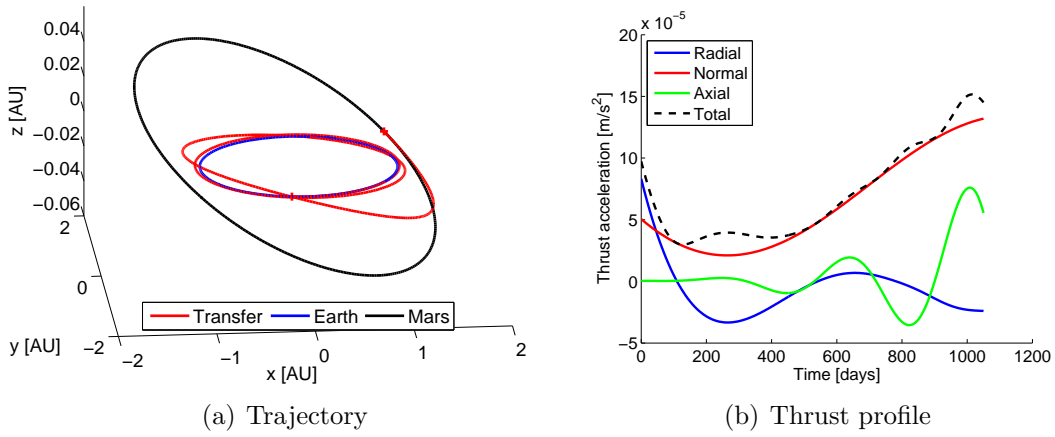 0.04
0.02
0
−0.02
−0.04
−0.06
z [AU]
2
0
−2
y [AU]
−2
−1
0
1
2
x [AU]
Transfer
Earth
Mars
(a) Trajectory
x 10⁻⁵
20
15
10
5
0
−5
Thrust acceleration [m/s²]
Radial
Normal
Axial
Total
0
200
400
600
800
1000
1200
Time [days]
(b) Thrust profile